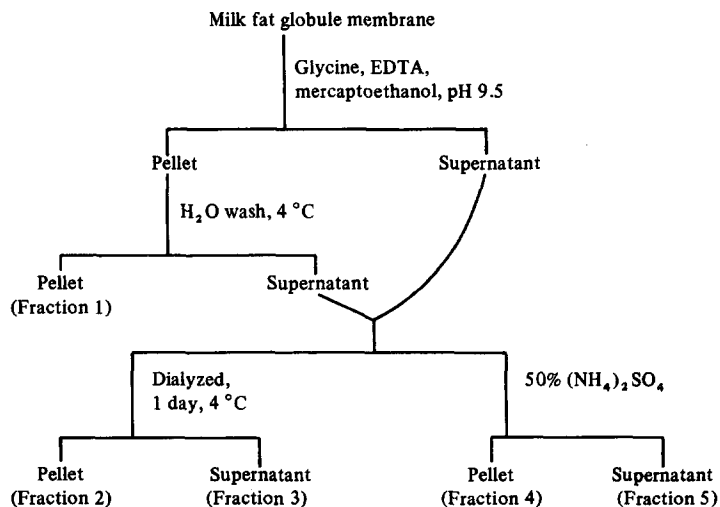 Milk fat globule membrane
Glycine, EDTA,
mercaptoethanol, pH 9.5
Pellet
Supernatant
H₂O wash, 4 °C
Pellet
(Fraction 1)
Supernatant
Dialyzed,
1 day, 4 °C
50% (NH₄)₂SO₄
Pellet
(Fraction 2)
Supernatant
(Fraction 3)
Pellet
(Fraction 4)
Supernatant
(Fraction 5)